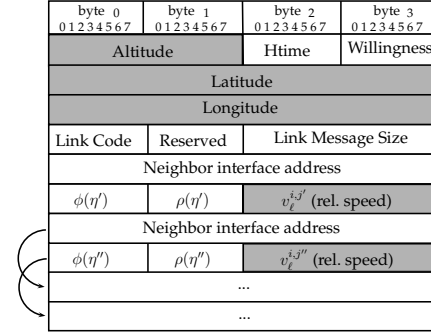 byte 0 byte 1 byte 2 byte 3
0 1 2 3 4 5 6 7 0 1 2 3 4 5 6 7 0 1 2 3 4 5 6 7 0 1 2 3 4 5 6 7
Altitude Htime Willingness
Latitude
Longitude
Link Code Reserved Link Message Size
Neighbor interface address
ϕ(η′) ρ(η′) v_ℓ^{i,j′} (rel. speed)
Neighbor interface address
ϕ(η″) ρ(η″) v_ℓ^{i,j″} (rel. speed)
...
...